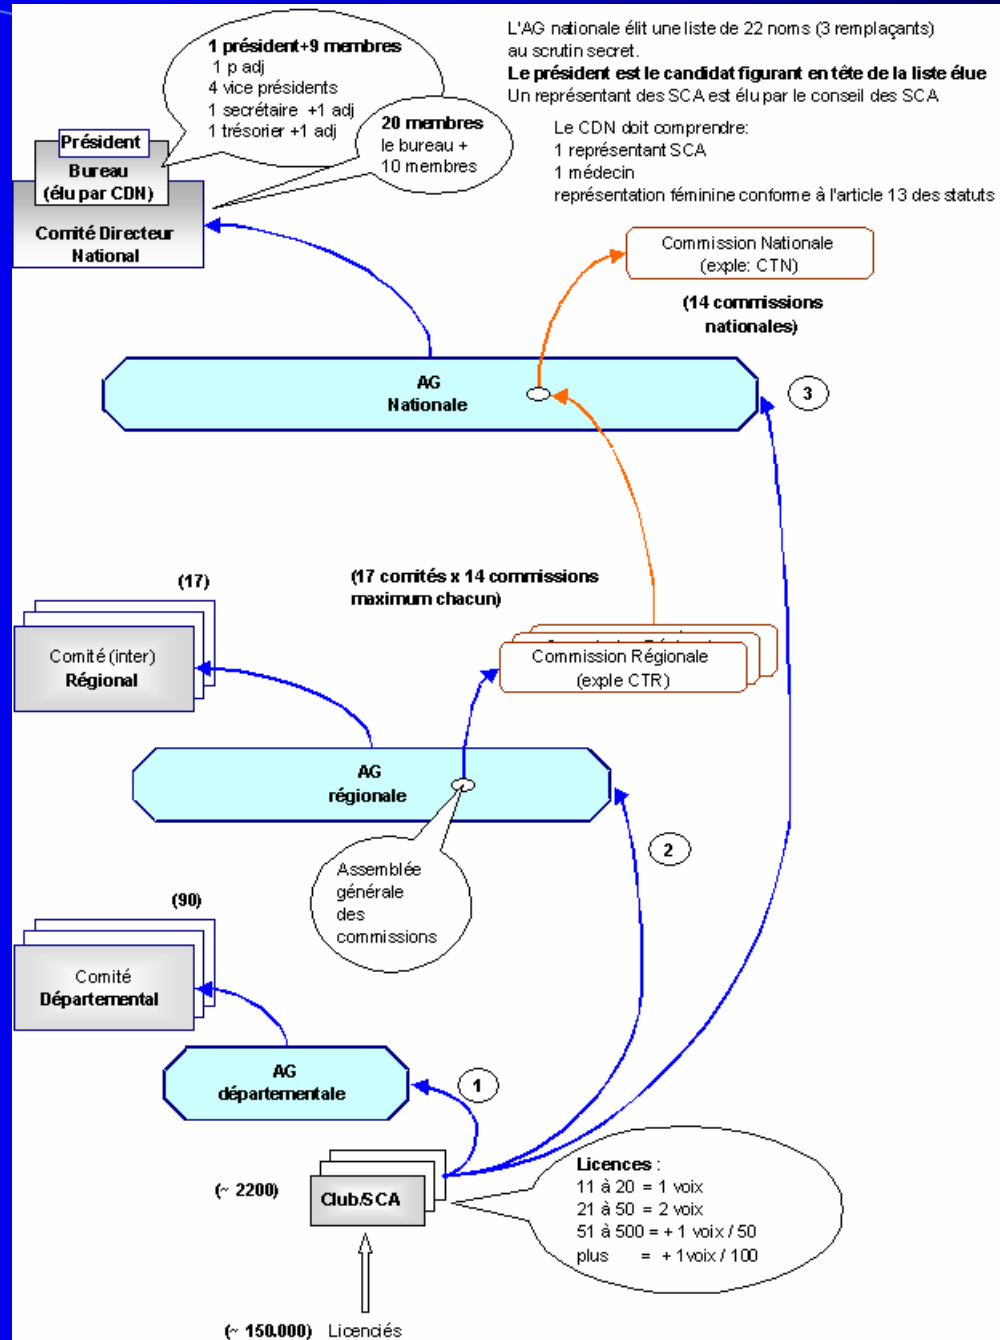 1 président+9 membres
1 p adj
4 vice présidents
1 secrétaire +1 adj
1 trésorier +1 adj
20 membres
le bureau +
10 membres
L'AG nationale élit une liste de 22 noms (3 remplaçants)
au scrutin secret.
Le président est le candidat figurant en tête de la liste élue
Un représentant des SCA est élu par le conseil des SCA
Le CDN doit comprendre:
1 représentant SCA
1 médecin
représentation féminine conforme à l'article 13 des statuts
Président
Bureau
(élu par CDN)
Comité Directeur
National
Commission Nationale
(exple: CTN)
(14 commissions
nationales)
AG
Nationale
3
(17)
(17 comités x 14 commissions
maximum chacun)
Comité (inter)
Régional
Commission Régionale
(exple CTR)
AG
régionale
2
Assemblée
générale
des
commissions
(90)
Comité
Départemental
AG
départementale
1
(~ 2200)
Club/SCA
Licences :
11 à 20 = 1 voix
21 à 50 = 2 voix
51 à 500 = + 1 voix / 50
plus = + 1voix / 100
(~ 150.000) Licenciés